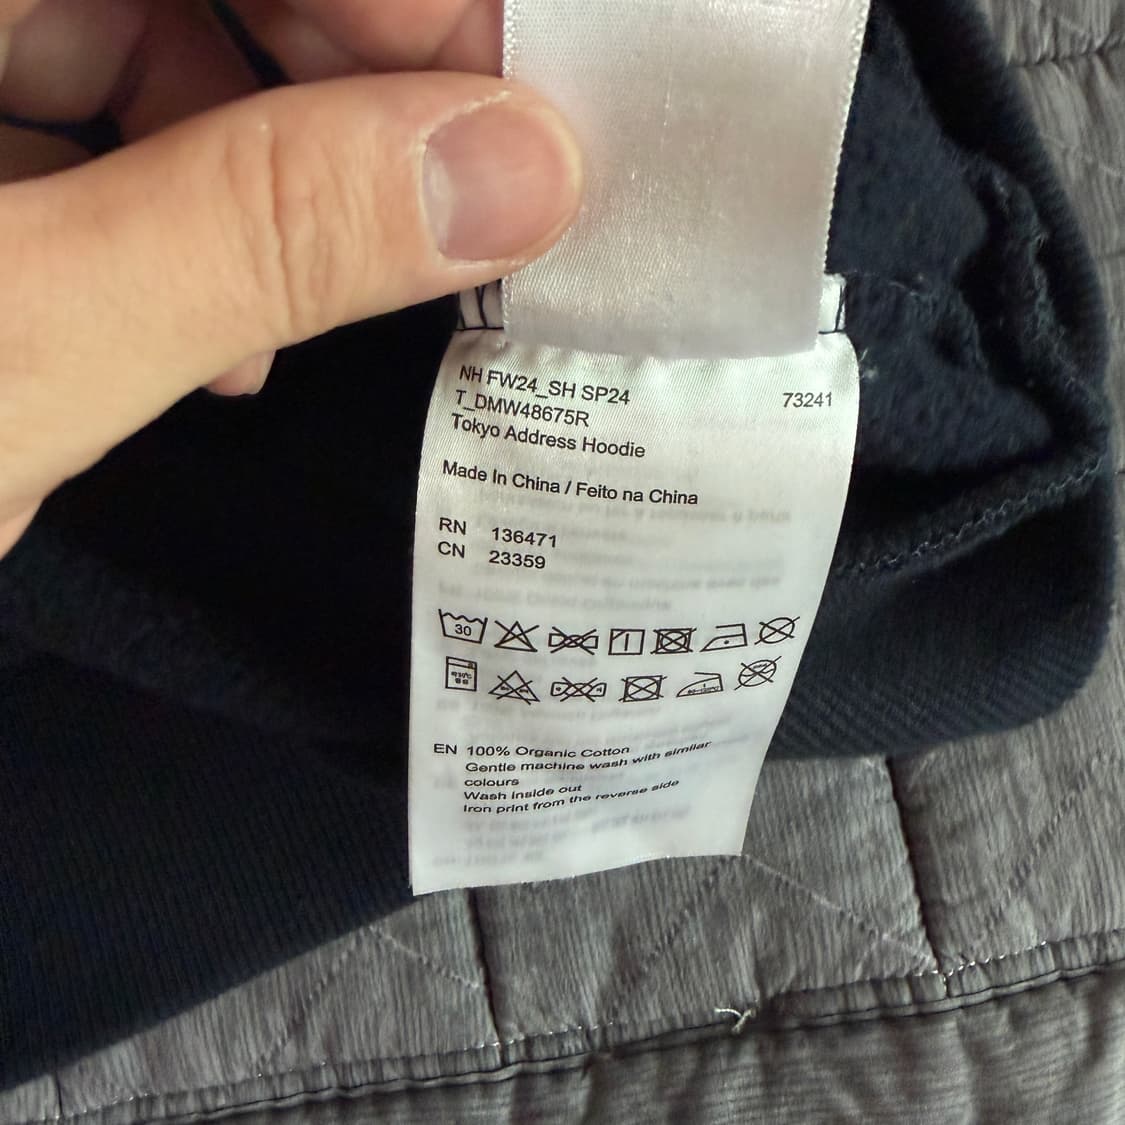 NH FW24_SH SP24
73241
T_DMW48675R
Tokyo Address Hoodie
Made In China / Feito na China
RN 136471
CN 23359
30
EN 100% Organic Cotton
Gentle machine wash with similar
colours
Wash inside out
Iron print from the reverse side